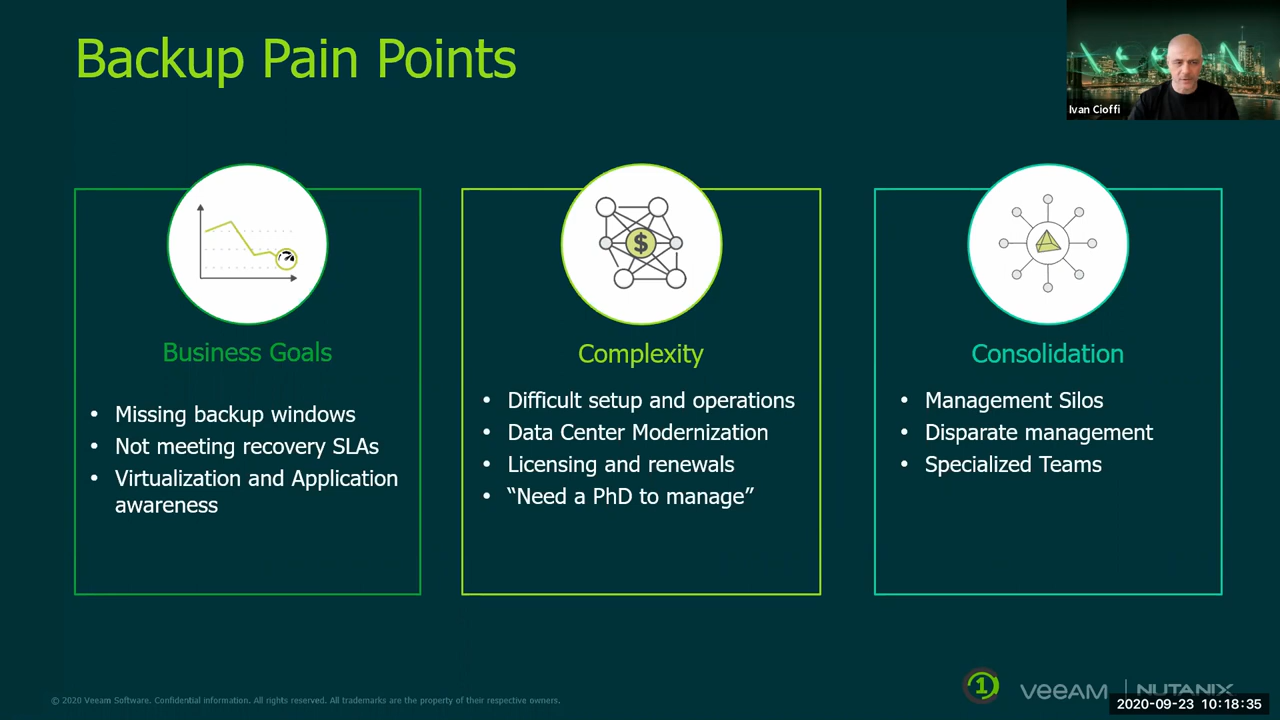 Backup Pain Points
Ivan Cioffi
$
Business Goals
• Missing backup windows
• Not meeting recovery SLAs
• Virtualization and Application
awareness
Complexity
• Difficult setup and operations
• Data Center Modernization
• Licensing and renewals
• “Need a PhD to manage”
Consolidation
• Management Silos
• Disparate management
• Specialized Teams
© 2020 Veeam Software. Confidential information. All rights reserved. All trademarks are the property of their respective owners.
1
VEEAM | NUTANIX
2020-09-23 10:18:35